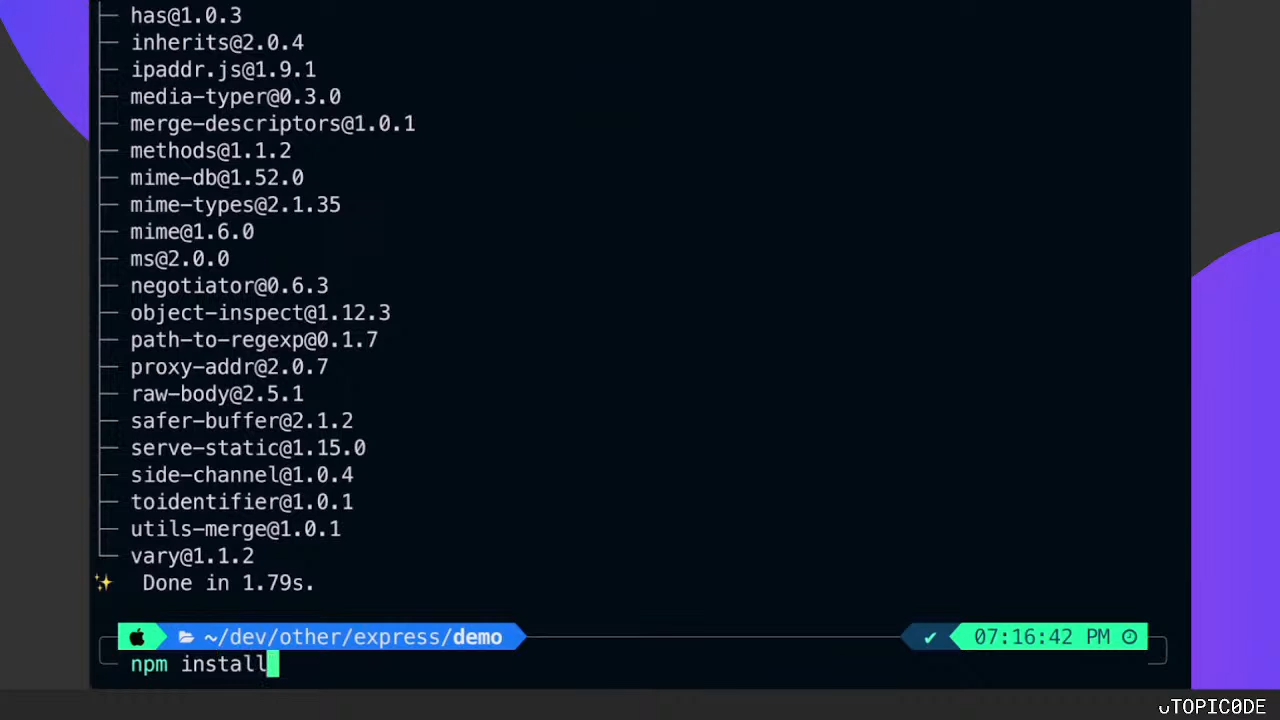 has@1.0.3
inherits@2.0.4
ipaddr.js@1.9.1
media-typer@0.3.0
merge-descriptors@1.0.1
methods@1.1.2
mime-db@1.52.0
mime-types@2.1.35
mime@1.6.0
ms@2.0.0
negotiator@0.6.3
object-inspect@1.12.3
path-to-regexp@0.1.7
proxy-addr@2.0.7
raw-body@2.5.1
safer-buffer@2.1.2
serve-static@1.15.0
side-channel@1.0.4
toidentifier@1.0.1
utils-merge@1.0.1
vary@1.1.2
✨ Done in 1.79s.
~/dev/other/express/demo ✔ 07:16:42 PM
npm install
TOPIC0DE